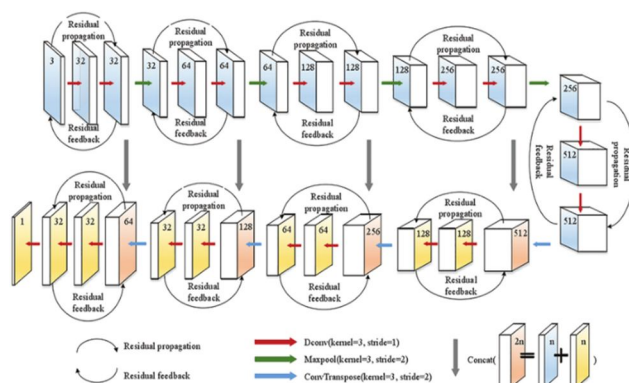 Residual
propagation
Residual
propagation
Residual
propagation
Residual
propagation
3
32
32
32
64
64
64
128
128
128
256
256
256
Residual
feedback
Residual
feedback
Residual
feedback
Residual
feedback
Residual
feedback
512
Residual
propagation
512
Residual
propagation
Residual
propagation
Residual
propagation
Residual
propagation
1
32
32
64
32
32
128
64
64
256
128
128
512
Residual
feedback
Residual
feedback
Residual
feedback
Residual
feedback
Residual propagation
Residual feedback
Dconv(kernel=3, stride=1)
Maxpool(kernel=3, stride=2)
ConvTranspose(kernel=3, stride=2)
Concat( 2n = n + n )